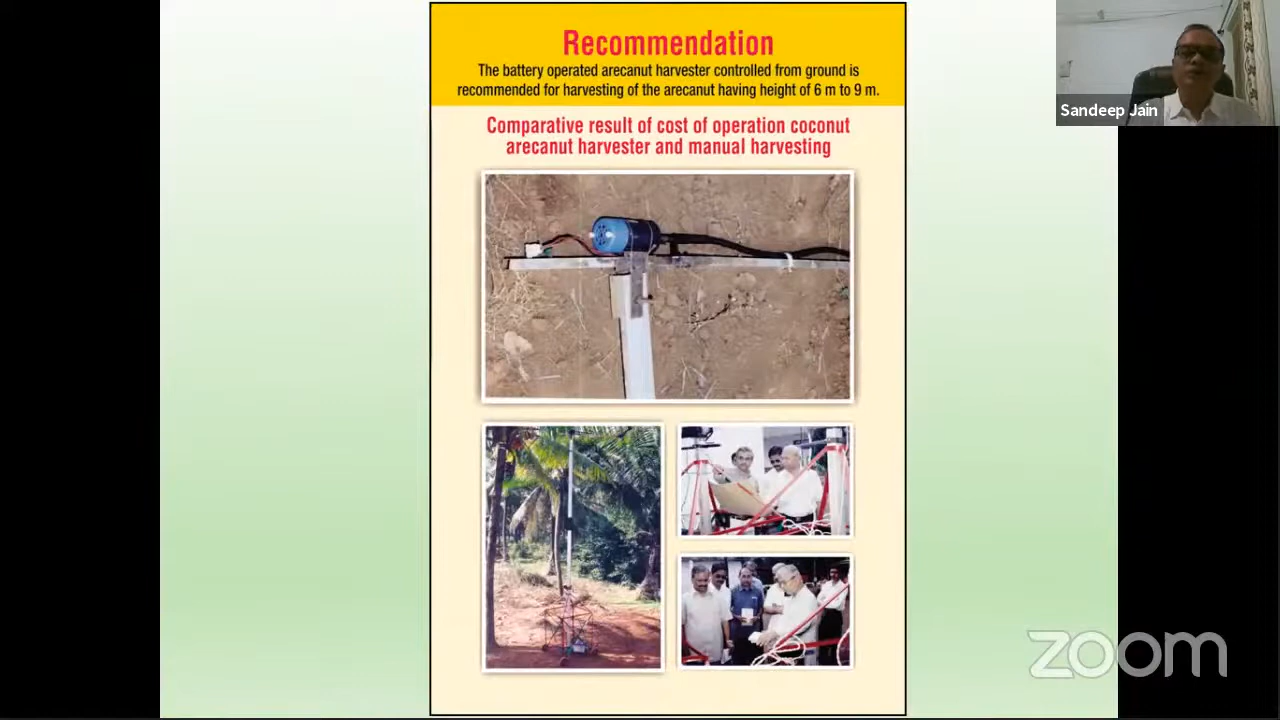 Recommendation
The battery operated arecanut harvester controlled from ground is
recommended for harvesting of the arecanut having height of 6 m to 9 m.
Comparative result of cost of operation coconut
arecanut harvester and manual harvesting
Sandeep Jain
zoom